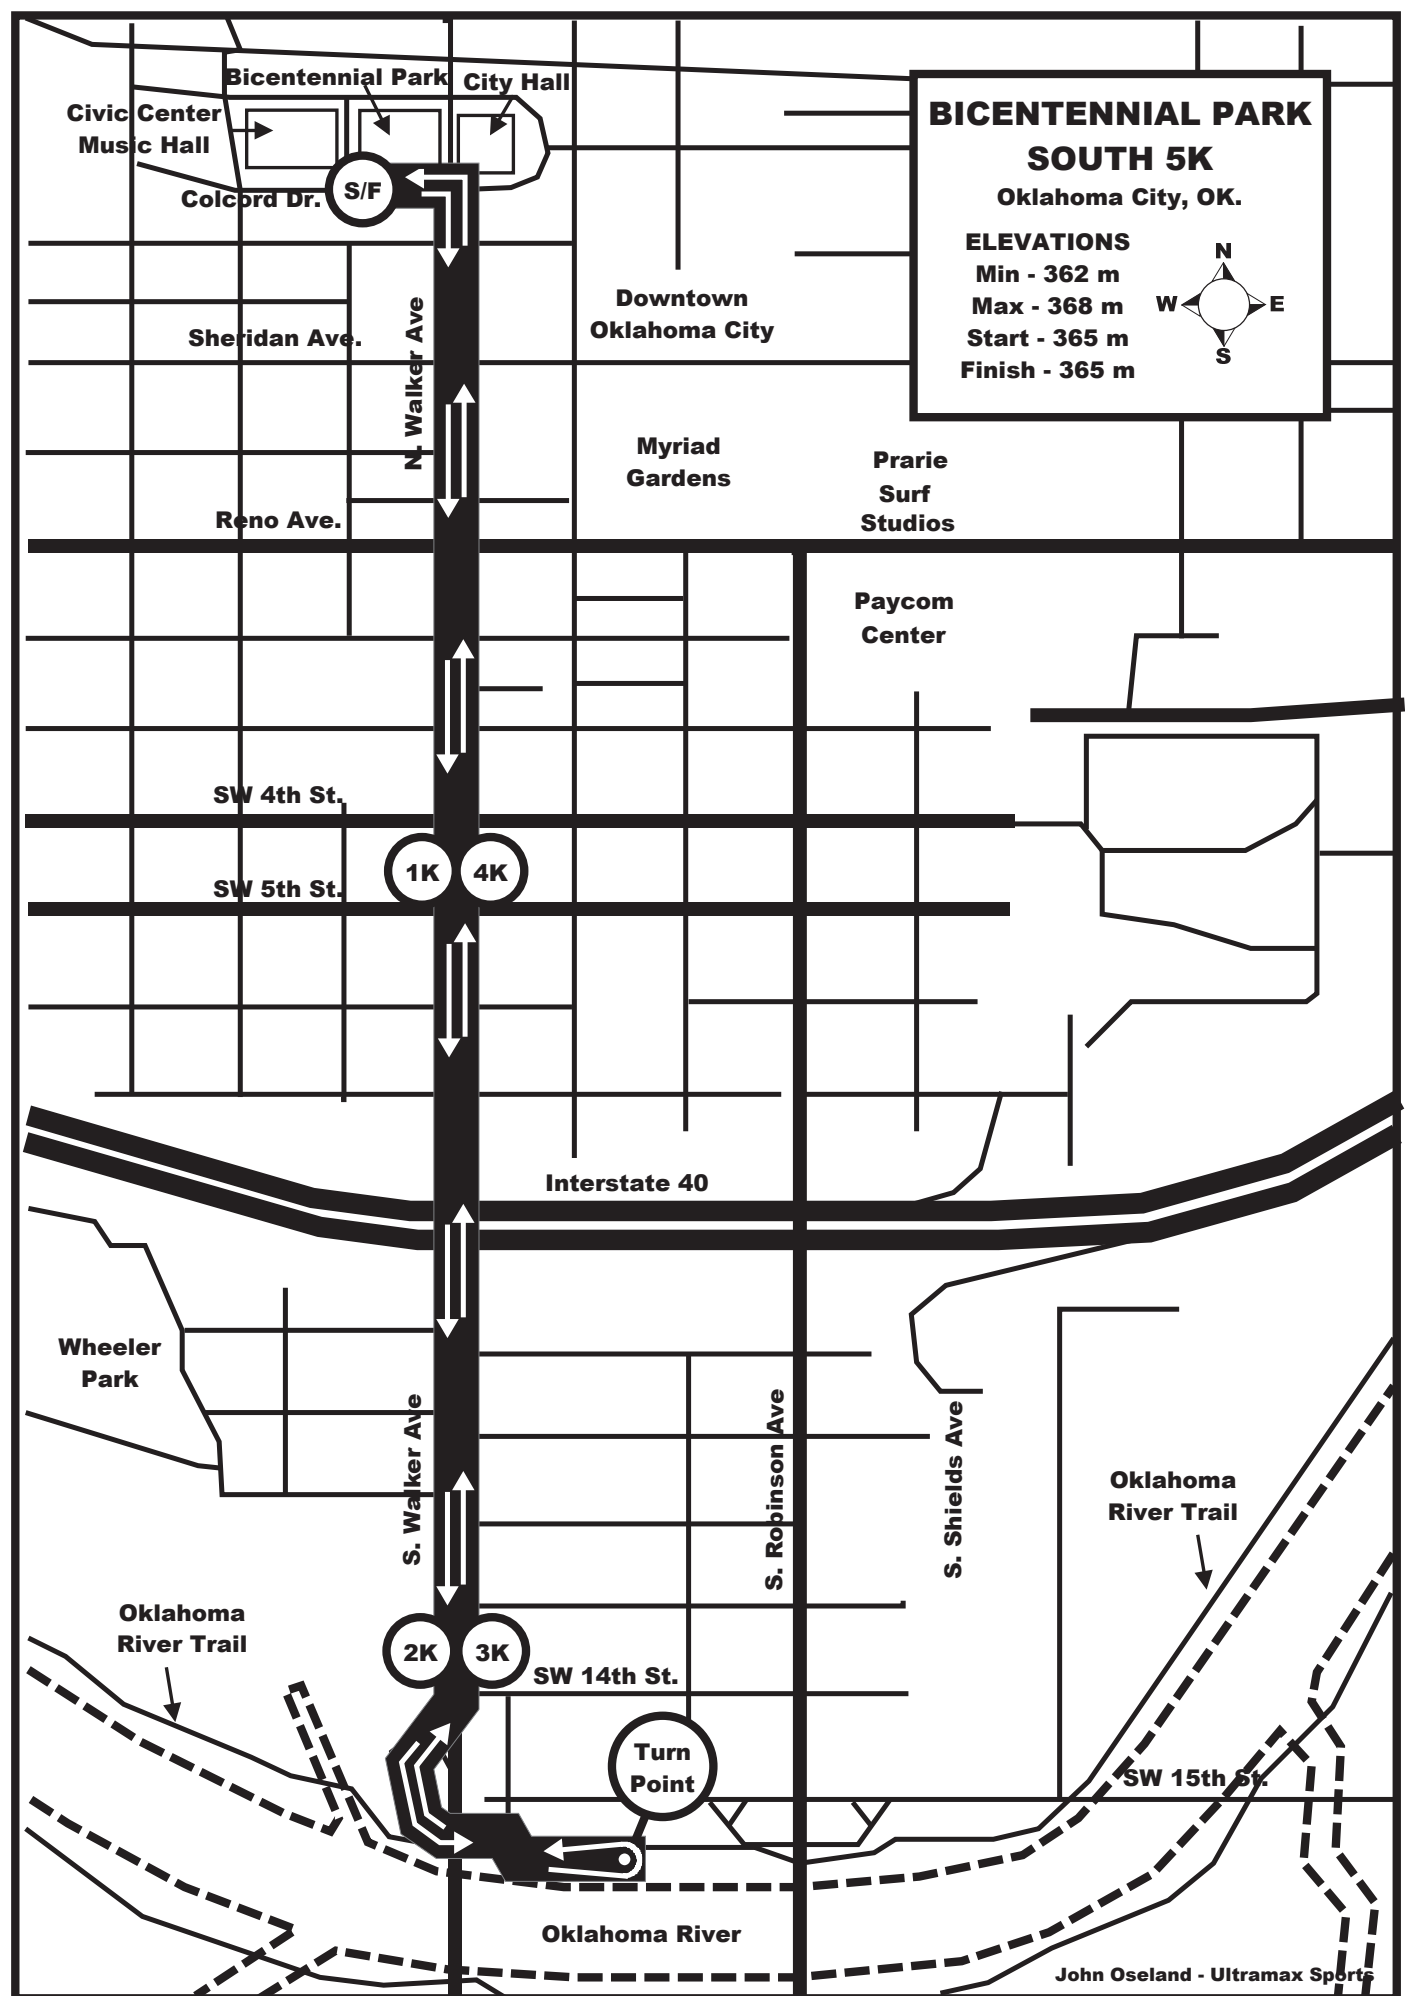 Bicentennial Park
City Hall
Civic Center
Music Hall
BICENTENNIAL PARK
SOUTH 5K
Oklahoma City, OK.
ELEVATIONS
Min - 362 m
Max - 368 m
Start - 365 m
Finish - 365 m
N
W
E
S
Colcord Dr.
S/F
N. Walker Ave
Downtown
Oklahoma City
Sheridan Ave.
Myriad
Gardens
Prarie
Surf
Studios
Reno Ave.
Paycom
Center
SW 4th St.
1K
4K
SW 5th St.
Interstate 40
Wheeler
Park
S. Walker Ave
S. Robinson Ave
S. Shields Ave
Oklahoma
River Trail
Oklahoma
River Trail
2K
3K
SW 14th St.
Turn
Point
SW 15th St.
Oklahoma River
John Oseland - Ultramax Sports